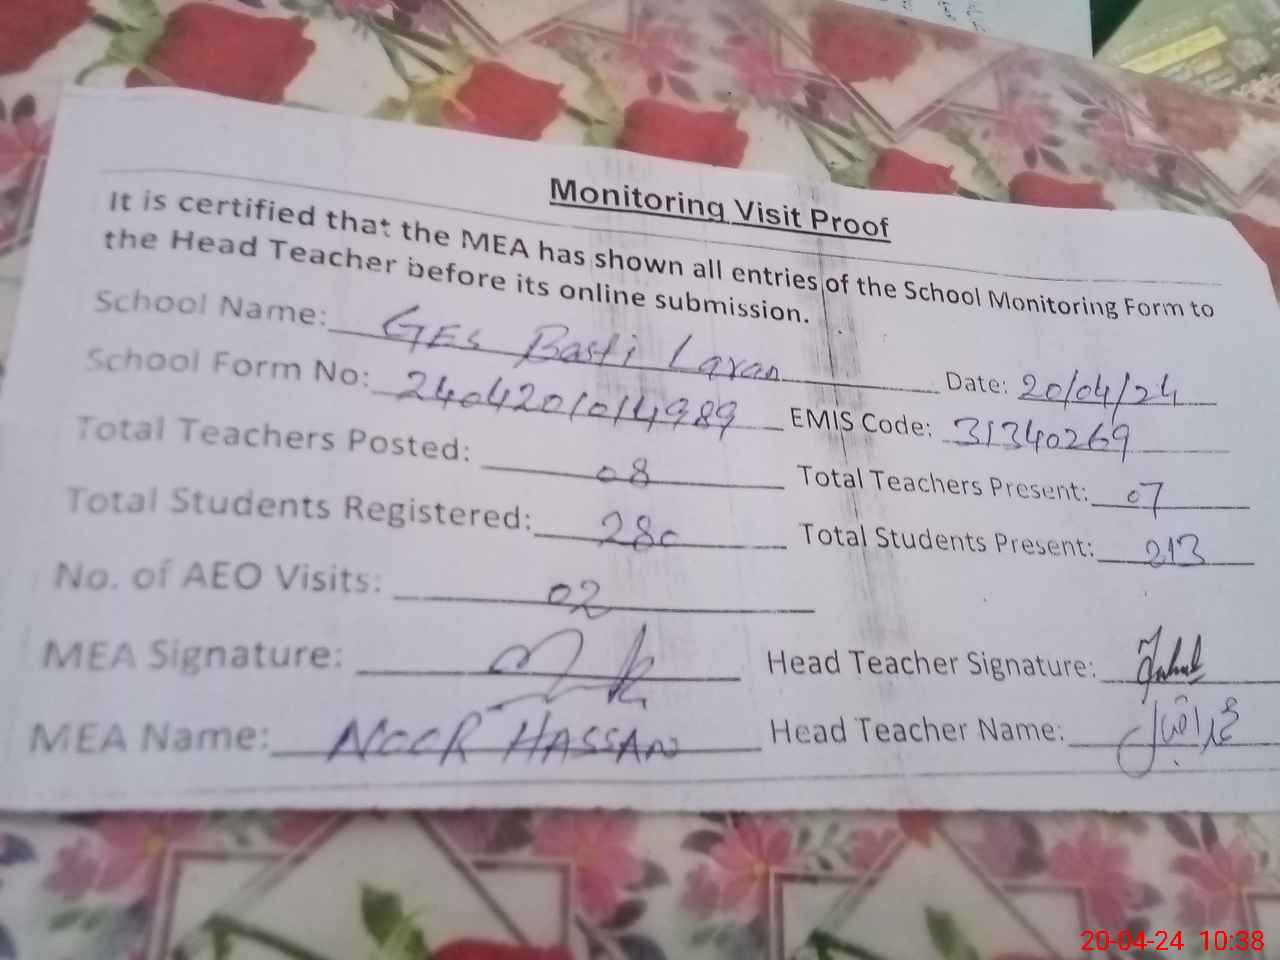 Monitoring Visit Proof
It is certified that the MEA has shown all entries of the School Monitoring Form to
the Head Teacher before its online submission.
School Name: GES Basti Laran Date: 20/04/24
School Form No: 2404201014989 EMIS Code: 31340269
Total Teachers Posted: 08 Total Teachers Present: 07
Total Students Registered: 280 Total Students Present: 213
No. of AEO Visits: 02
MEA Signature: Head Teacher Signature:
MEA Name: NOOR HASSAN Head Teacher Name:
20-04-24 10:38